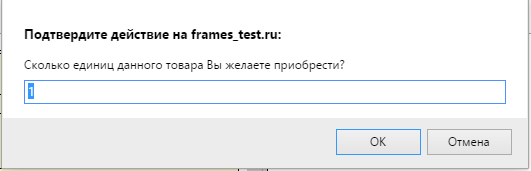 Подтвердите действие на frames_test.ru:
Сколько единиц данного товара Вы желаете приобрести?
1
OK Отмена